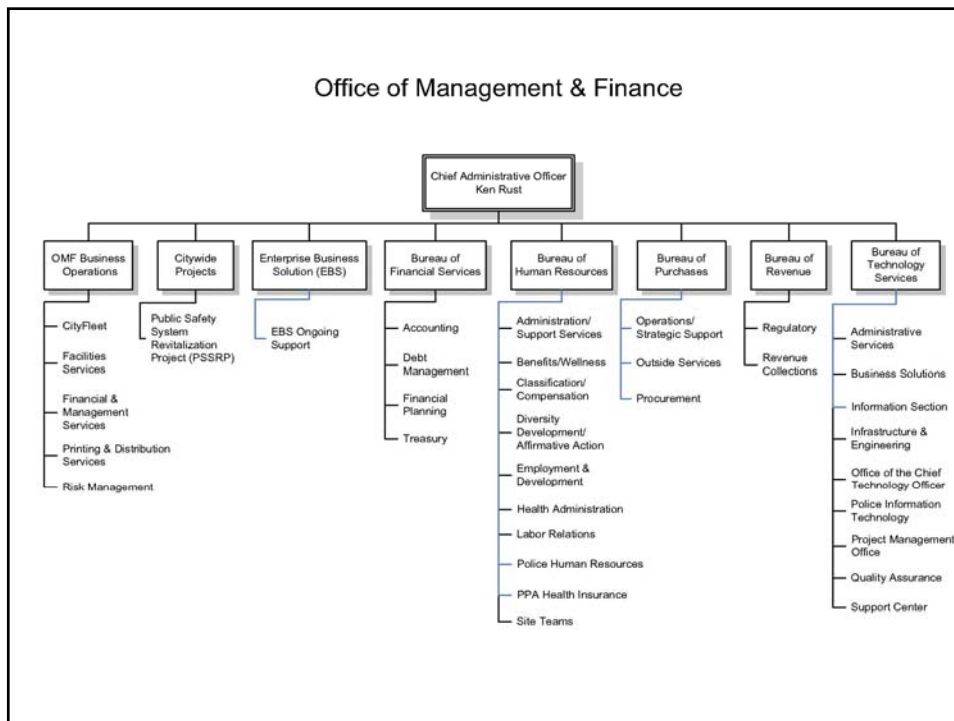 Office of Management & Finance
Chief Administrative Officer
Ken Rust
OMF Business
Operations
CityFleet
Facilities
Services
Financial &
Management
Services
Printing & Distribution
Services
Risk Management
Citywide
Projects
Public Safety
System
Revitalization
Project (PSSRP)
Enterprise Business
Solution (EBS)
EBS Ongoing
Support
Bureau of
Financial Services
Accounting
Debt
Management
Financial
Planning
Treasury
Bureau of
Human Resources
Administration/
Support Services
Benefits/Wellness
Classification/
Compensation
Diversity
Development/
Affirmative Action
Employment &
Development
Health Administration
Labor Relations
Police Human Resources
PPA Health Insurance
Site Teams
Bureau of
Purchases
Operations/
Strategic Support
Outside Services
Procurement
Bureau of
Revenue
Regulatory
Revenue
Collections
Bureau of
Technology
Services
Administrative
Services
Business Solutions
Information Section
Infrastructure &
Engineering
Office of the Chief
Technology Officer
Police Information
Technology
Project Management
Office
Quality Assurance
Support Center